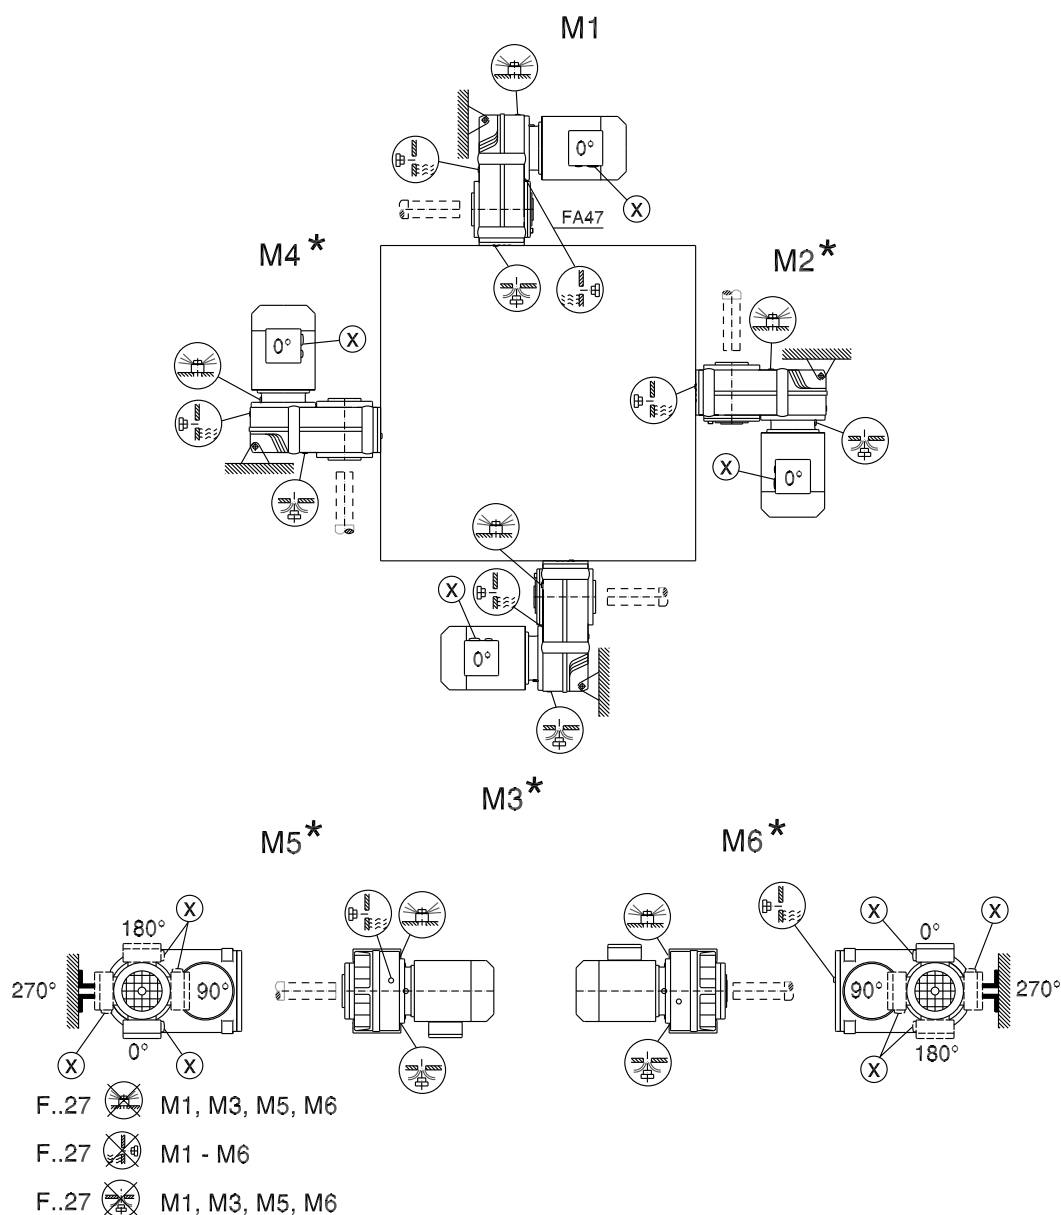 M1
0°
X
FA47
M4*
M2*
0°
X
X
0°
X
0°
M3*
M5*
M6*
X
180°
270°
90°
0°
X
X
X
X
0°
90°
270°
180°
X
F..27 M1, M3, M5, M6
F..27 M1 - M6
F..27 M1, M3, M5, M6